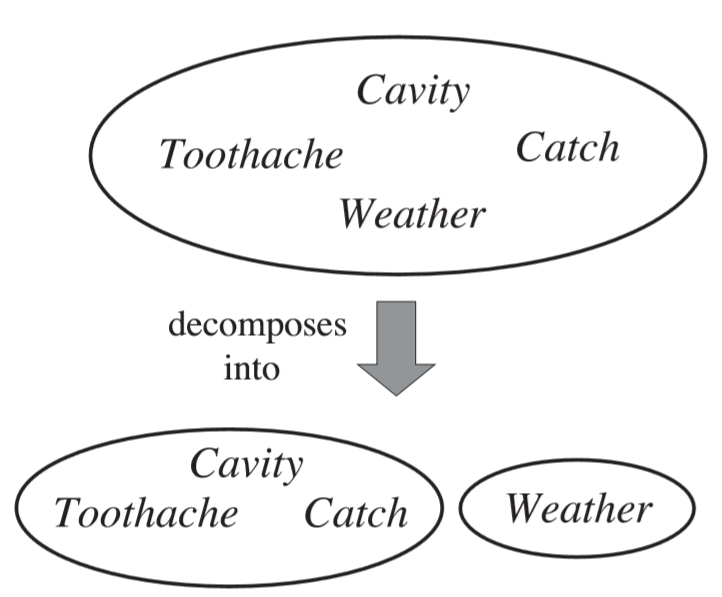 Cavity
Toothache
Catch
Weather
decomposes
into
Cavity
Toothache Catch
Weather